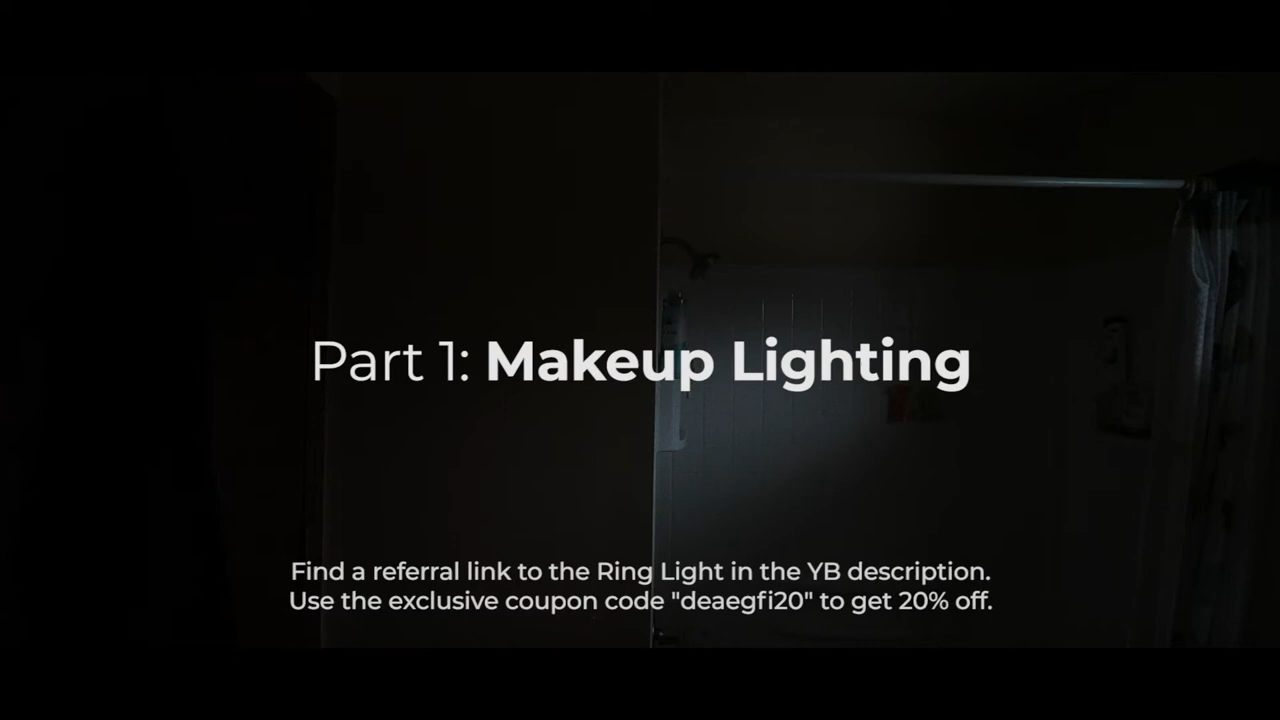 Part 1: Makeup Lighting
Find a referral link to the Ring Light in the YB description.
Use the exclusive coupon code "deaegfi20" to get 20% off.